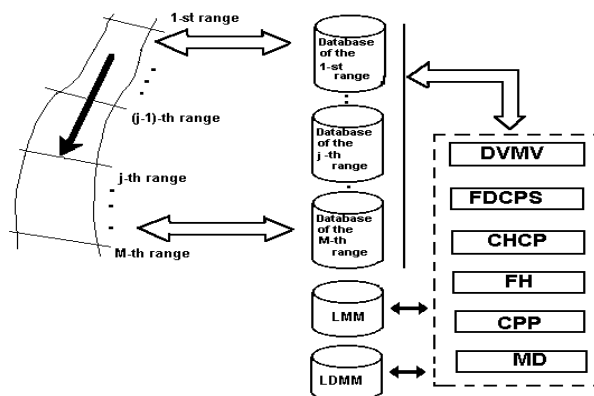 1-st range
(j-1)-th range
j-th range
M-th range
Database
of the
1-st
range
Database
of the
j -th
range
Database
of the
M-th
range
LMM
LDMM
DVMV
FDCPS
CHCP
FH
CPP
MD